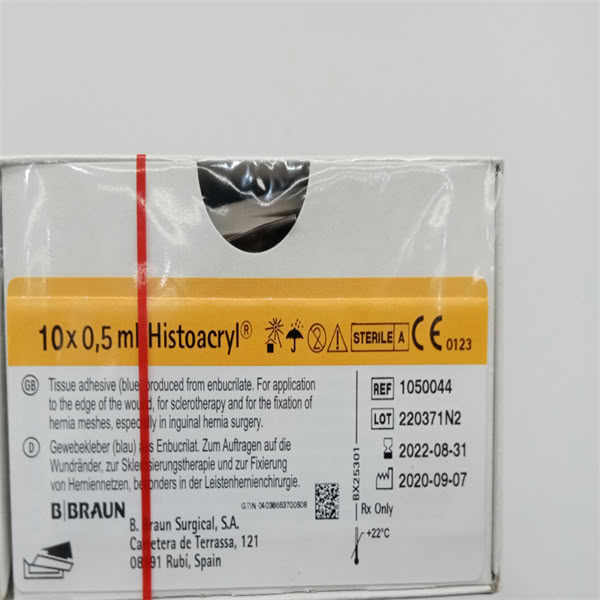 10 x 0,5 ml Histoacryl®
STERILE A CE 0123
GB Tissue adhesive (blue) produced from enbucrilate. For application
to the edge of the wound, for sclerotherapy and for the fixation of
hernia meshes, especially in inguinal hernia surgery.
D Gewebekleber (blau) aus Enbucrilat. Zum Auftragen auf die
Wundränder, zur Sklerosierungstherapie und zur Fixierung
von Herniennetzen, besonders in der Leistenhernienchirurgie.
REF 1050044
LOT 220371N2
2022-08-31
2020-09-07
BX25301
Rx Only
+22°C
GTIN 04038653700608
B|BRAUN
B. Braun Surgical, S.A.
Carretera de Terrassa, 121
08191 Rubí, Spain